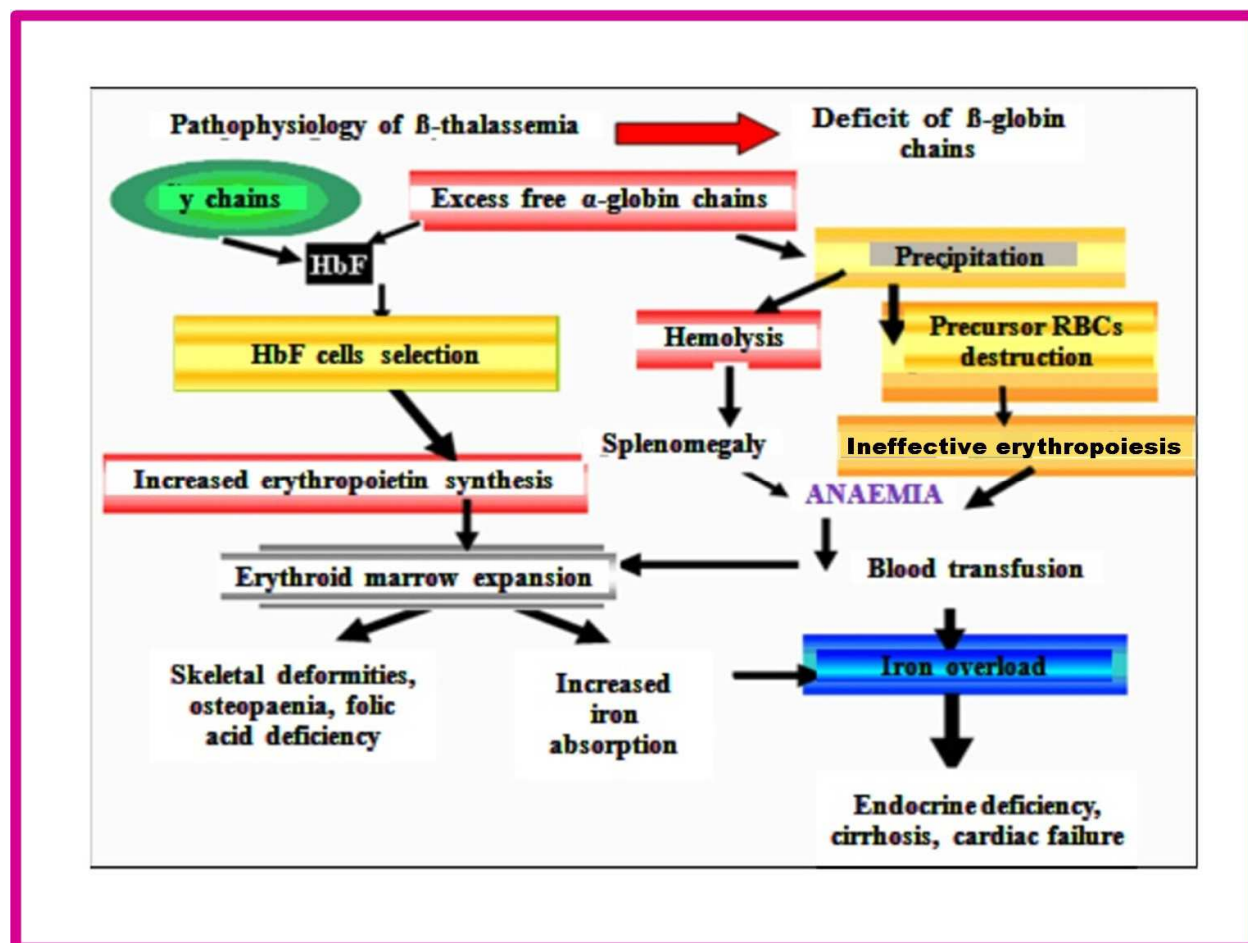 Pathophysiology of ß-thalassemia
Deficit of ß-globin
chains
y chains
Excess free α-globin chains
HbF
Precipitation
HbF cells selection
Hemolysis
Precursor RBCs
destruction
Splenomegaly
Ineffective erythropoiesis
Increased erythropoietin synthesis
ANAEMIA
Erythroid marrow expansion
Blood transfusion
Skeletal deformities,
osteopaenia, folic
acid deficiency
Increased
iron
absorption
Iron overload
Endocrine deficiency,
cirrhosis, cardiac failure